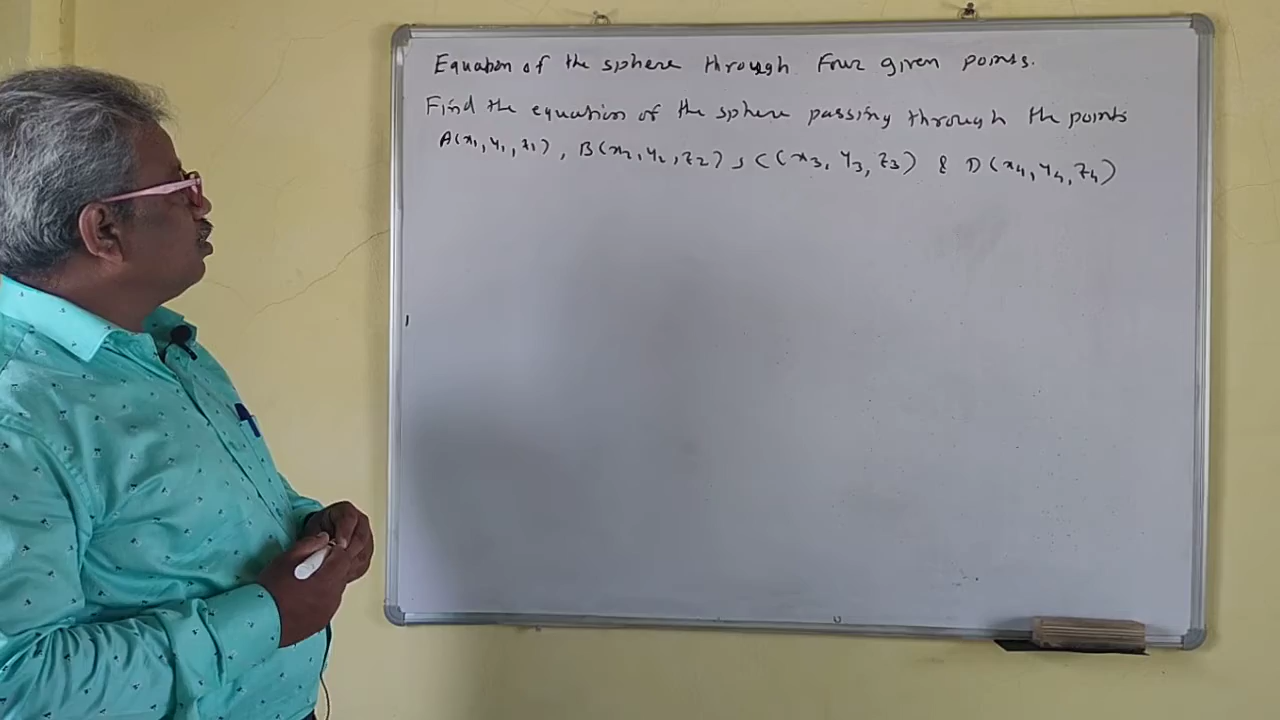 Equation of the sphere through Four given points.
Find the equation of the sphere passing through the points
A(x₁, y₁, z₁), B(x₂, y₂, z₂), C(x₃, y₃, z₃) & D(x₄, y₄, z₄)